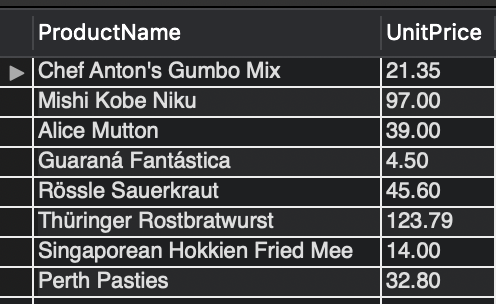 ProductName UnitPrice
Chef Anton's Gumbo Mix 21.35
Mishi Kobe Niku 97.00
Alice Mutton 39.00
Guaraná Fantástica 4.50
Rössle Sauerkraut 45.60
Thüringer Rostbratwurst 123.79
Singaporean Hokkien Fried Mee 14.00
Perth Pasties 32.80